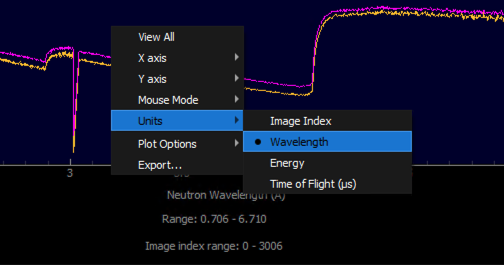 View All
X axis
Y axis
Mouse Mode
Units
Plot Options
Export...
Image Index
Wavelength
Energy
Time of Flight (µs)
3
Neutron Wavelength (Å)
Range: 0.706 - 6.710
Image index range: 0 - 3006